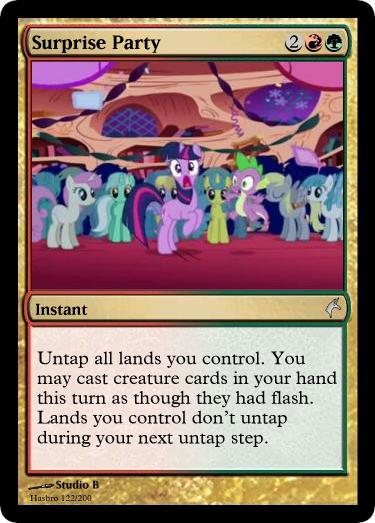 Surprise Party 2
Instant
Untap all lands you control. You
may cast creature cards in your hand
this turn as though they had flash.
Lands you control don't untap
during your next untap step.
Studio B
Hasbro 122/200